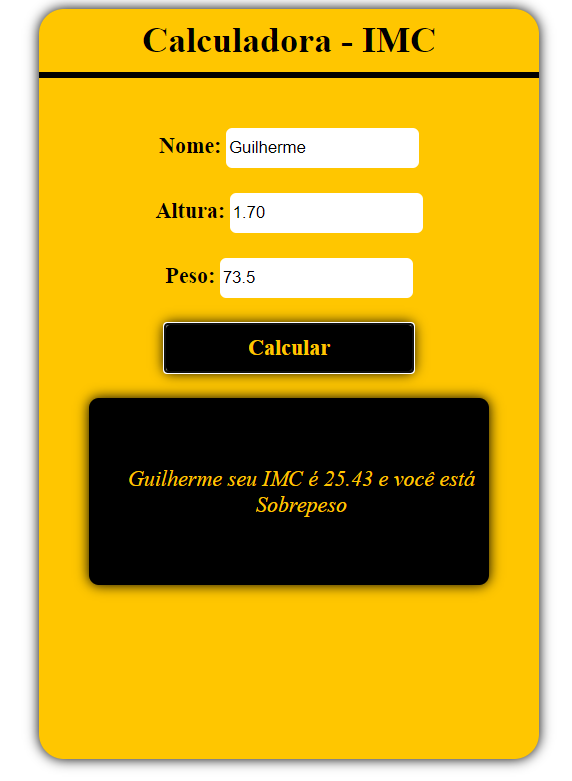 Calculadora - IMC
Nome: Guilherme
Altura: 1.70
Peso: 73.5
Calcular
Guilherme seu IMC é 25.43 e você está
Sobrepeso